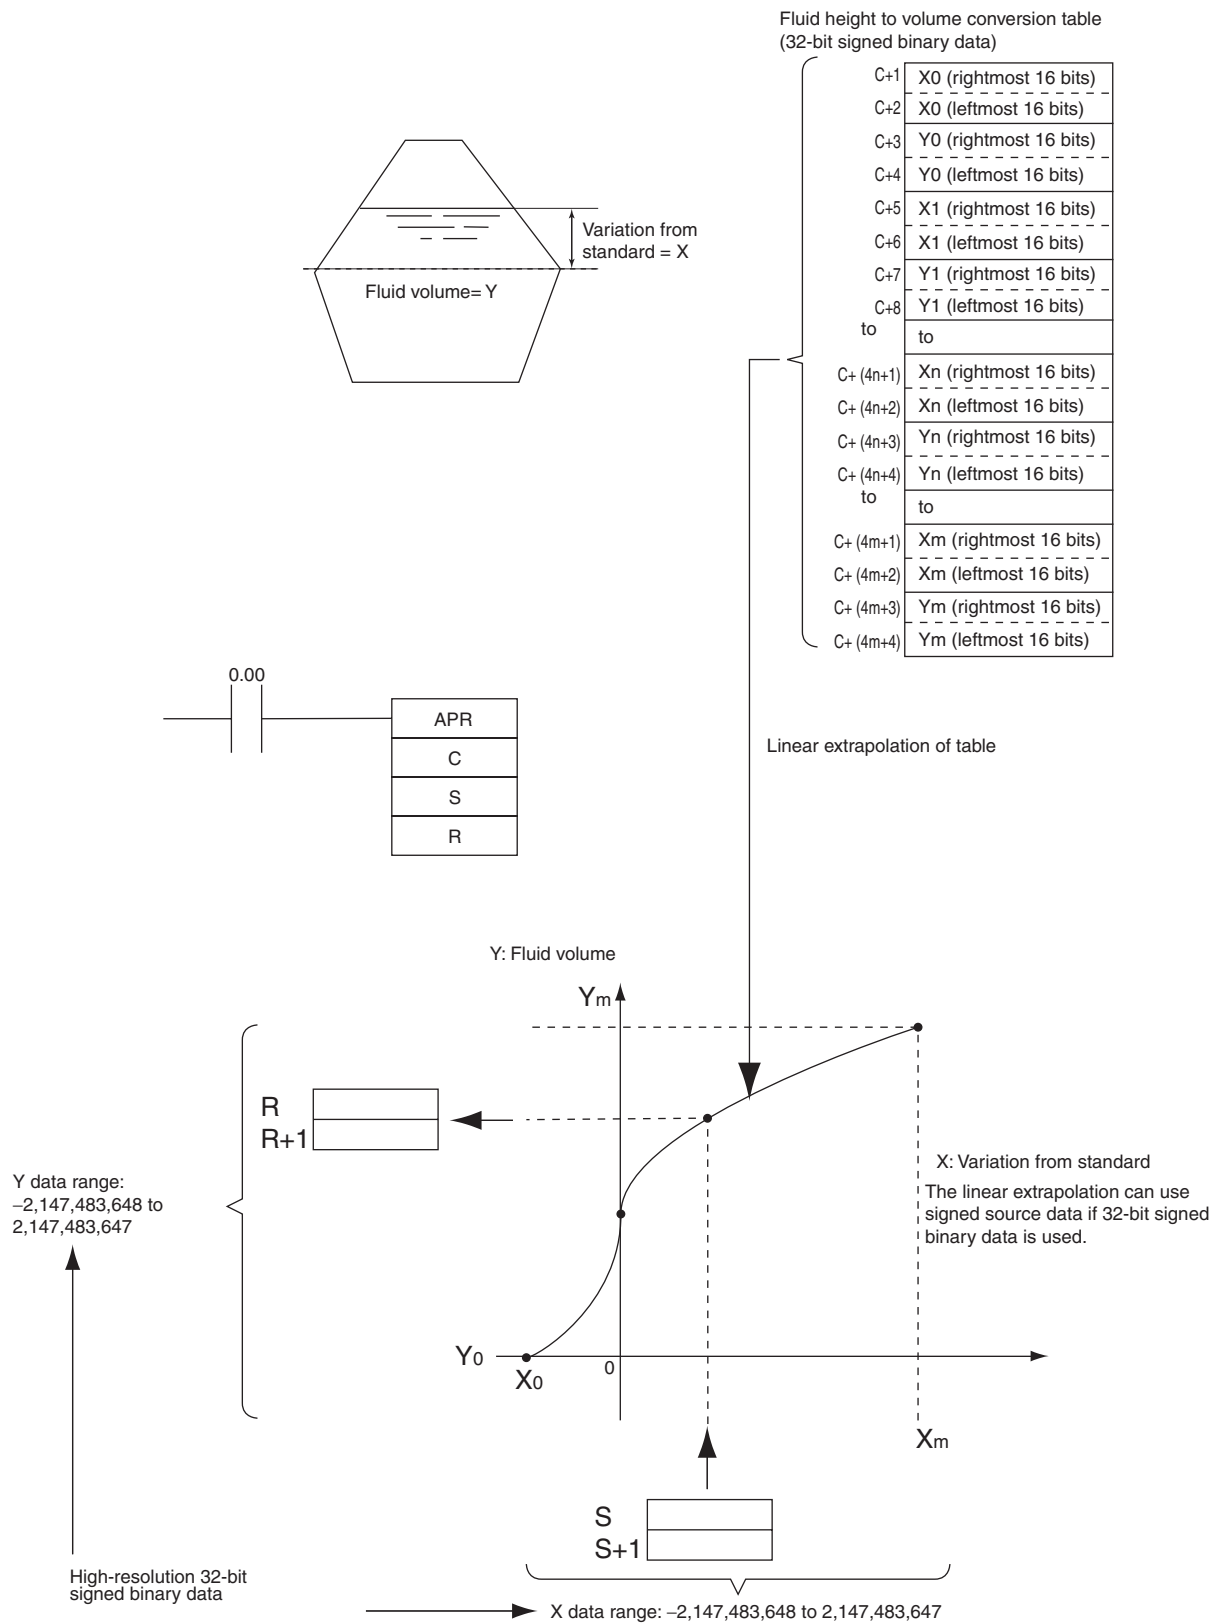 Fluid height to volume conversion table
(32-bit signed binary data)
C+1 X0 (rightmost 16 bits)
C+2 X0 (leftmost 16 bits)
C+3 Y0 (rightmost 16 bits)
C+4 Y0 (leftmost 16 bits)
C+5 X1 (rightmost 16 bits)
C+6 X1 (leftmost 16 bits)
C+7 Y1 (rightmost 16 bits)
C+8 Y1 (leftmost 16 bits)
to to
C+ (4n+1) Xn (rightmost 16 bits)
C+ (4n+2) Xn (leftmost 16 bits)
C+ (4n+3) Yn (rightmost 16 bits)
C+ (4n+4) Yn (leftmost 16 bits)
to to
C+ (4m+1) Xm (rightmost 16 bits)
C+ (4m+2) Xm (leftmost 16 bits)
C+ (4m+3) Ym (rightmost 16 bits)
C+ (4m+4) Ym (leftmost 16 bits)
Variation from
standard = X
Fluid volume= Y
0.00
APR
C
S
R
Linear extrapolation of table
Y: Fluid volume
Ym
R
R+1
Y data range:
–2,147,483,648 to
2,147,483,647
X: Variation from standard
The linear extrapolation can use
signed source data if 32-bit signed
binary data is used.
Y0
X0
0
Xm
S
S+1
High-resolution 32-bit
signed binary data
X data range: –2,147,483,648 to 2,147,483,647